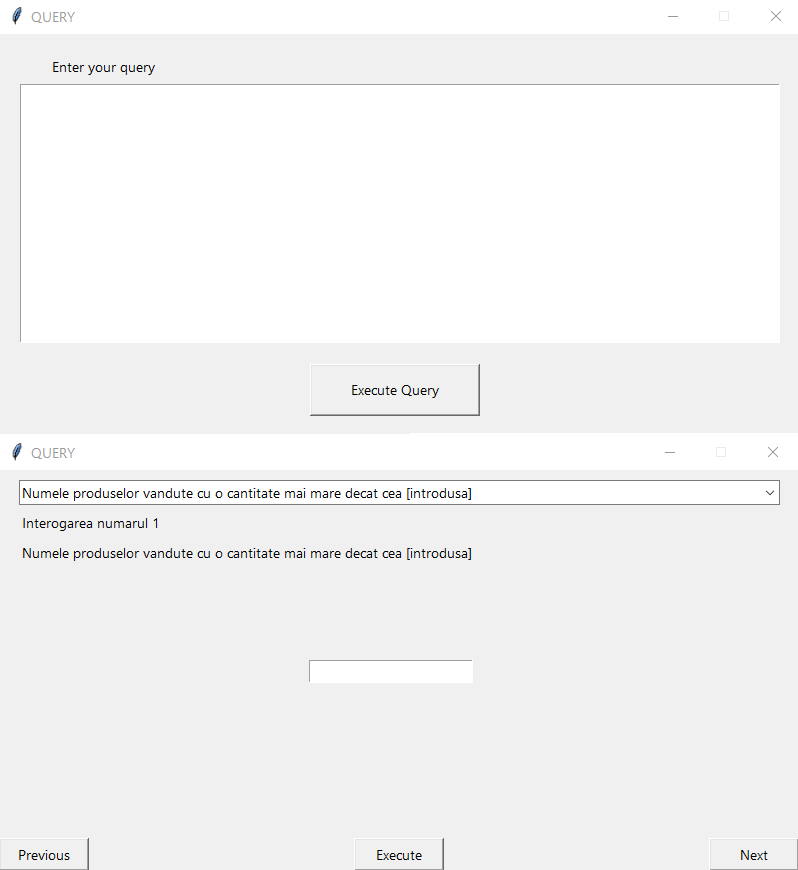 QUERY
Enter your query
Execute Query
QUERY
Numele produselor vandute cu o cantitate mai mare decat cea [introdusa]
Interogarea numarul 1
Numele produselor vandute cu o cantitate mai mare decat cea [introdusa]
Previous
Execute
Next